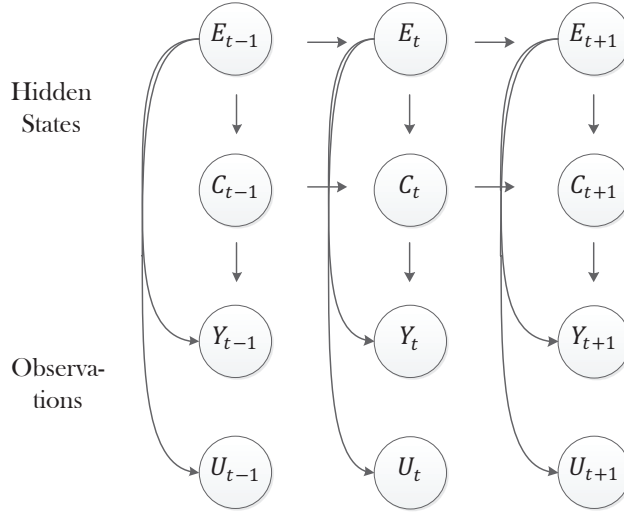 E_{t−1} E_t E_{t+1}
Hidden
States
C_{t−1} C_t C_{t+1}
Y_{t−1} Y_t Y_{t+1}
Observa-
tions
U_{t−1} U_t U_{t+1}